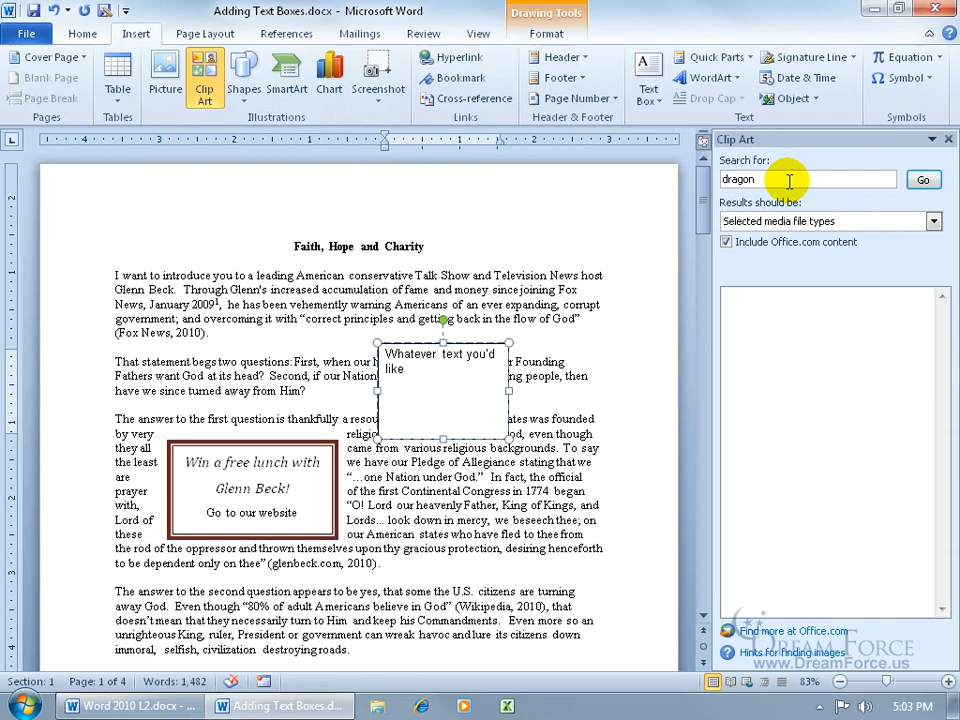 Adding Text Boxes.docx - Microsoft Word
Drawing Tools
File Home Insert Page Layout References Mailings Review View Format
Cover Page
Blank Page
Page Break
Pages
Table
Tables
Picture
Clip Art
Shapes
SmartArt
Chart
Screenshot
Illustrations
Hyperlink
Bookmark
Cross-reference
Links
Header
Footer
Page Number
Header & Footer
Text Box
Quick Parts
WordArt
Drop Cap
Signature Line
Date & Time
Object
Text
Equation
Symbol
Symbols
Clip Art
Search for:
dragon
Go
Results should be:
Selected media file types
Include Office.com content
Find more at Office.com
Hints for finding images
DREAM FORCE
www.DreamForce.us
Faith, Hope and Charity
I want to introduce you to a leading American conservative Talk Show and Television News host
Glenn Beck. Through Glenn's increased accumulation of fame and money since joining Fox
News, January 2009¹, he has been vehemently warning Americans of an ever expanding, corrupt
government; and overcoming it with “correct principles and getting back in the flow of God”
(Fox News, 2010).
That statement begs two questions: First, when our Founding
Fathers want God at its head? Second, if our Nation people, then
have we since turned away from Him?
Whatever text you'd
like
The answer to the first question is thankfully a States was founded
by very
they all came from various religious backgrounds. To say
the least we have our Pledge of Allegiance stating that we
are “…one Nation under God.” In fact, the official
prayer of the first Continental Congress in 1774 began
with, “O! Lord our heavenly Father, King of Kings, and
Lord of Lords... look down in mercy, we beseech thee; on
these our American states who have fled to thee from
Win a free lunch with
Glenn Beck!
Go to our website
the rod of the oppressor and thrown themselves upon thy gracious protection, desiring henceforth
to be dependent only on thee” (glenbeck.com, 2010).
The answer to the second question appears to be yes, that some the U.S. citizens are turning
away God. Even though “80% of adult Americans believe in God” (Wikipedia, 2010), that
doesn’t mean that they necessarily turn to Him and keep his Commandments. Even more so an
unrighteous King, ruler, President or government can wreak havoc and lure its citizens down
immoral, selfish, civilization destroying roads.
Section: 1 Page: 1 of 4 Words: 1,482 83%
Word 2010 L2.docx - ... Adding Text Boxes.d... 5:03 PM